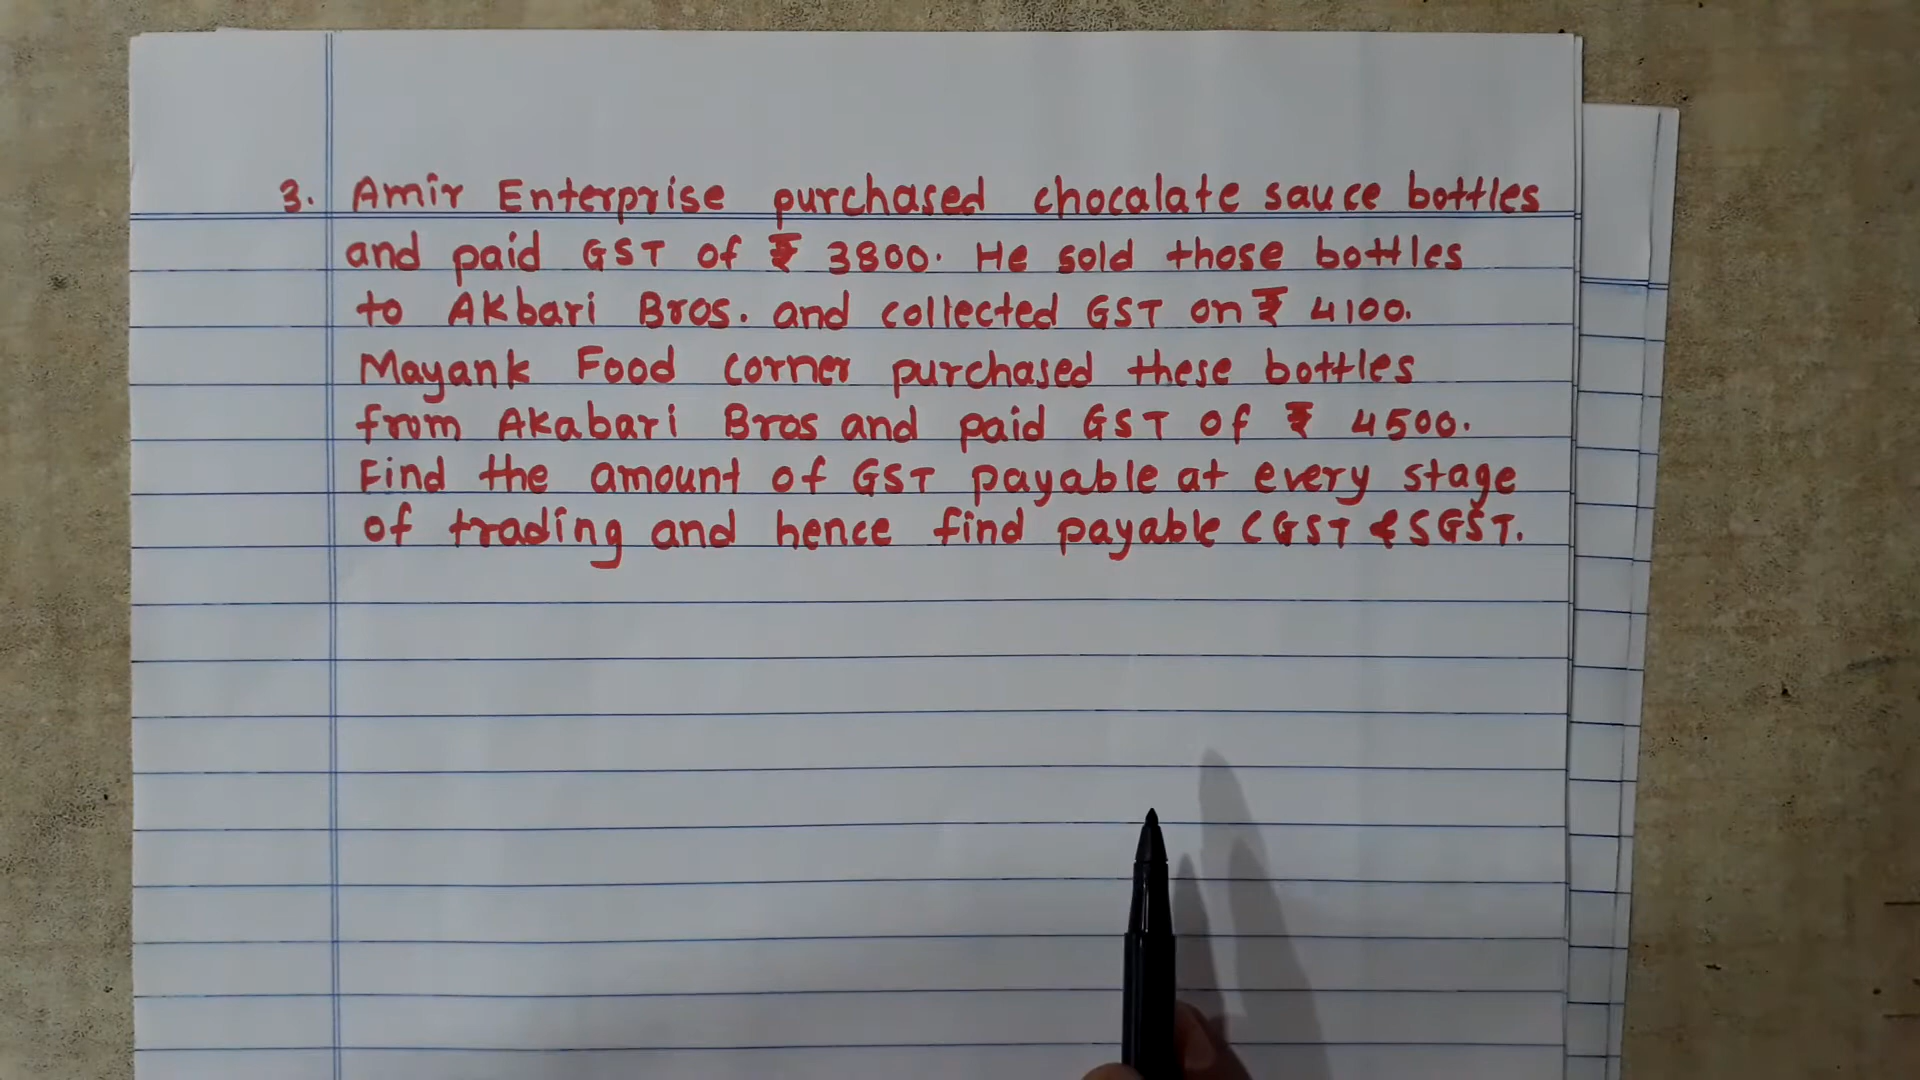 3. Amir Enterprise purchased chocalate sauce bottles
and paid GST of ₹ 3800. He sold those bottles
to Akbari Bros. and collected GST on ₹ 4100.
Mayank Food corner purchased these bottles
from Akabari Bros and paid GST of ₹ 4500.
Find the amount of GST payable at every stage
of trading and hence find payable CGST & SGST.